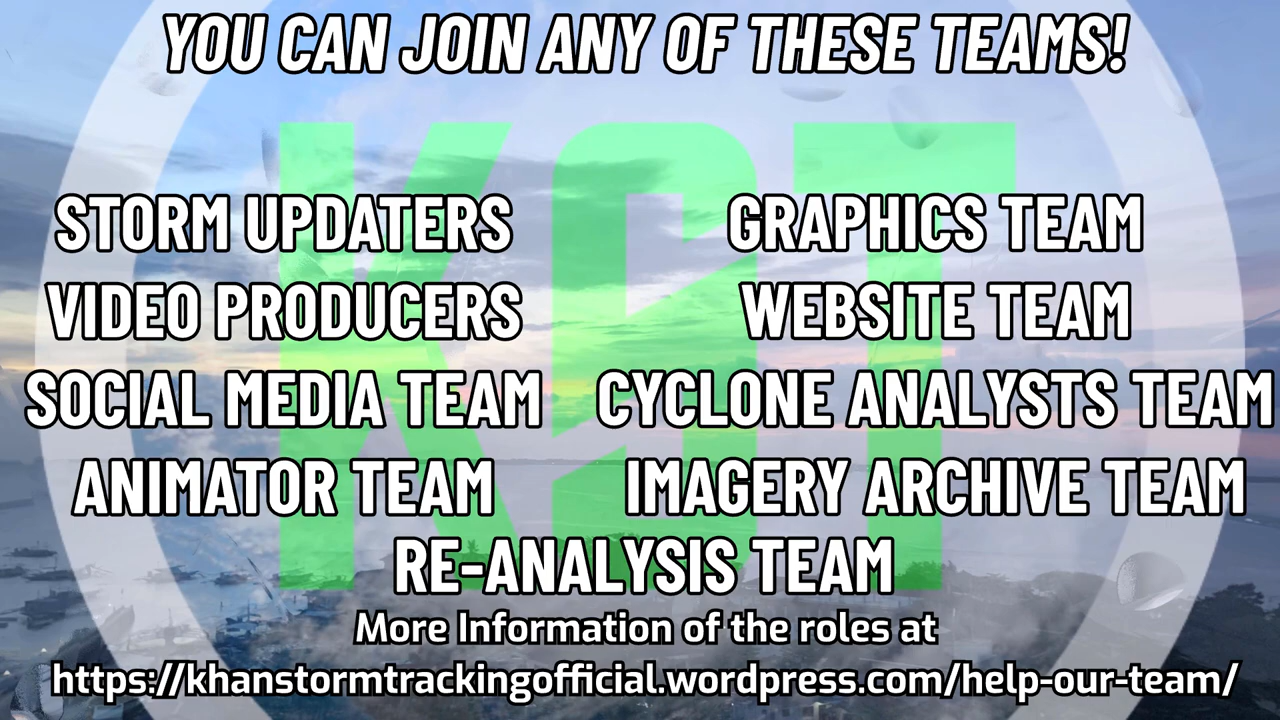 YOU CAN JOIN ANY OF THESE TEAMS!
KST
STORM UPDATERS
VIDEO PRODUCERS
SOCIAL MEDIA TEAM
ANIMATOR TEAM
GRAPHICS TEAM
WEBSITE TEAM
CYCLONE ANALYSTS TEAM
IMAGERY ARCHIVE TEAM
RE-ANALYSIS TEAM
More Information of the roles at
https://khanstormtrackingofficial.wordpress.com/help-our-team/